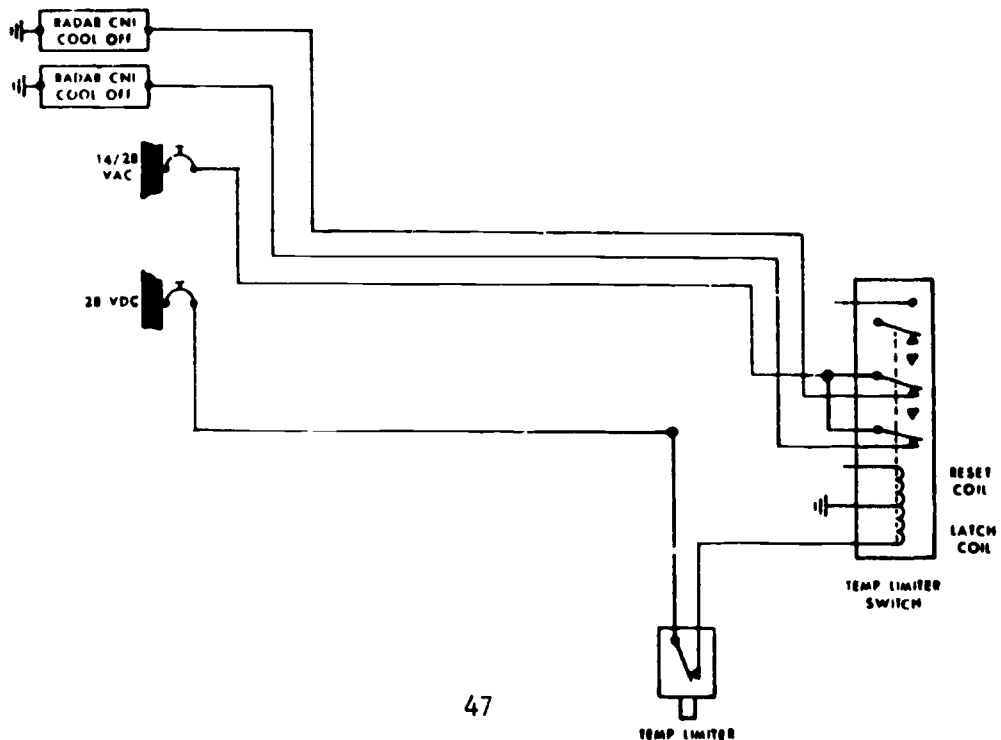 RADAR CNI
COOL OFF
RADAR CNI
COOL OFF
14/28
VAC
28 VDC
RESET
COIL
LATCH
COIL
TEMP LIMITER
SWITCH
47
TEMP LIMITER